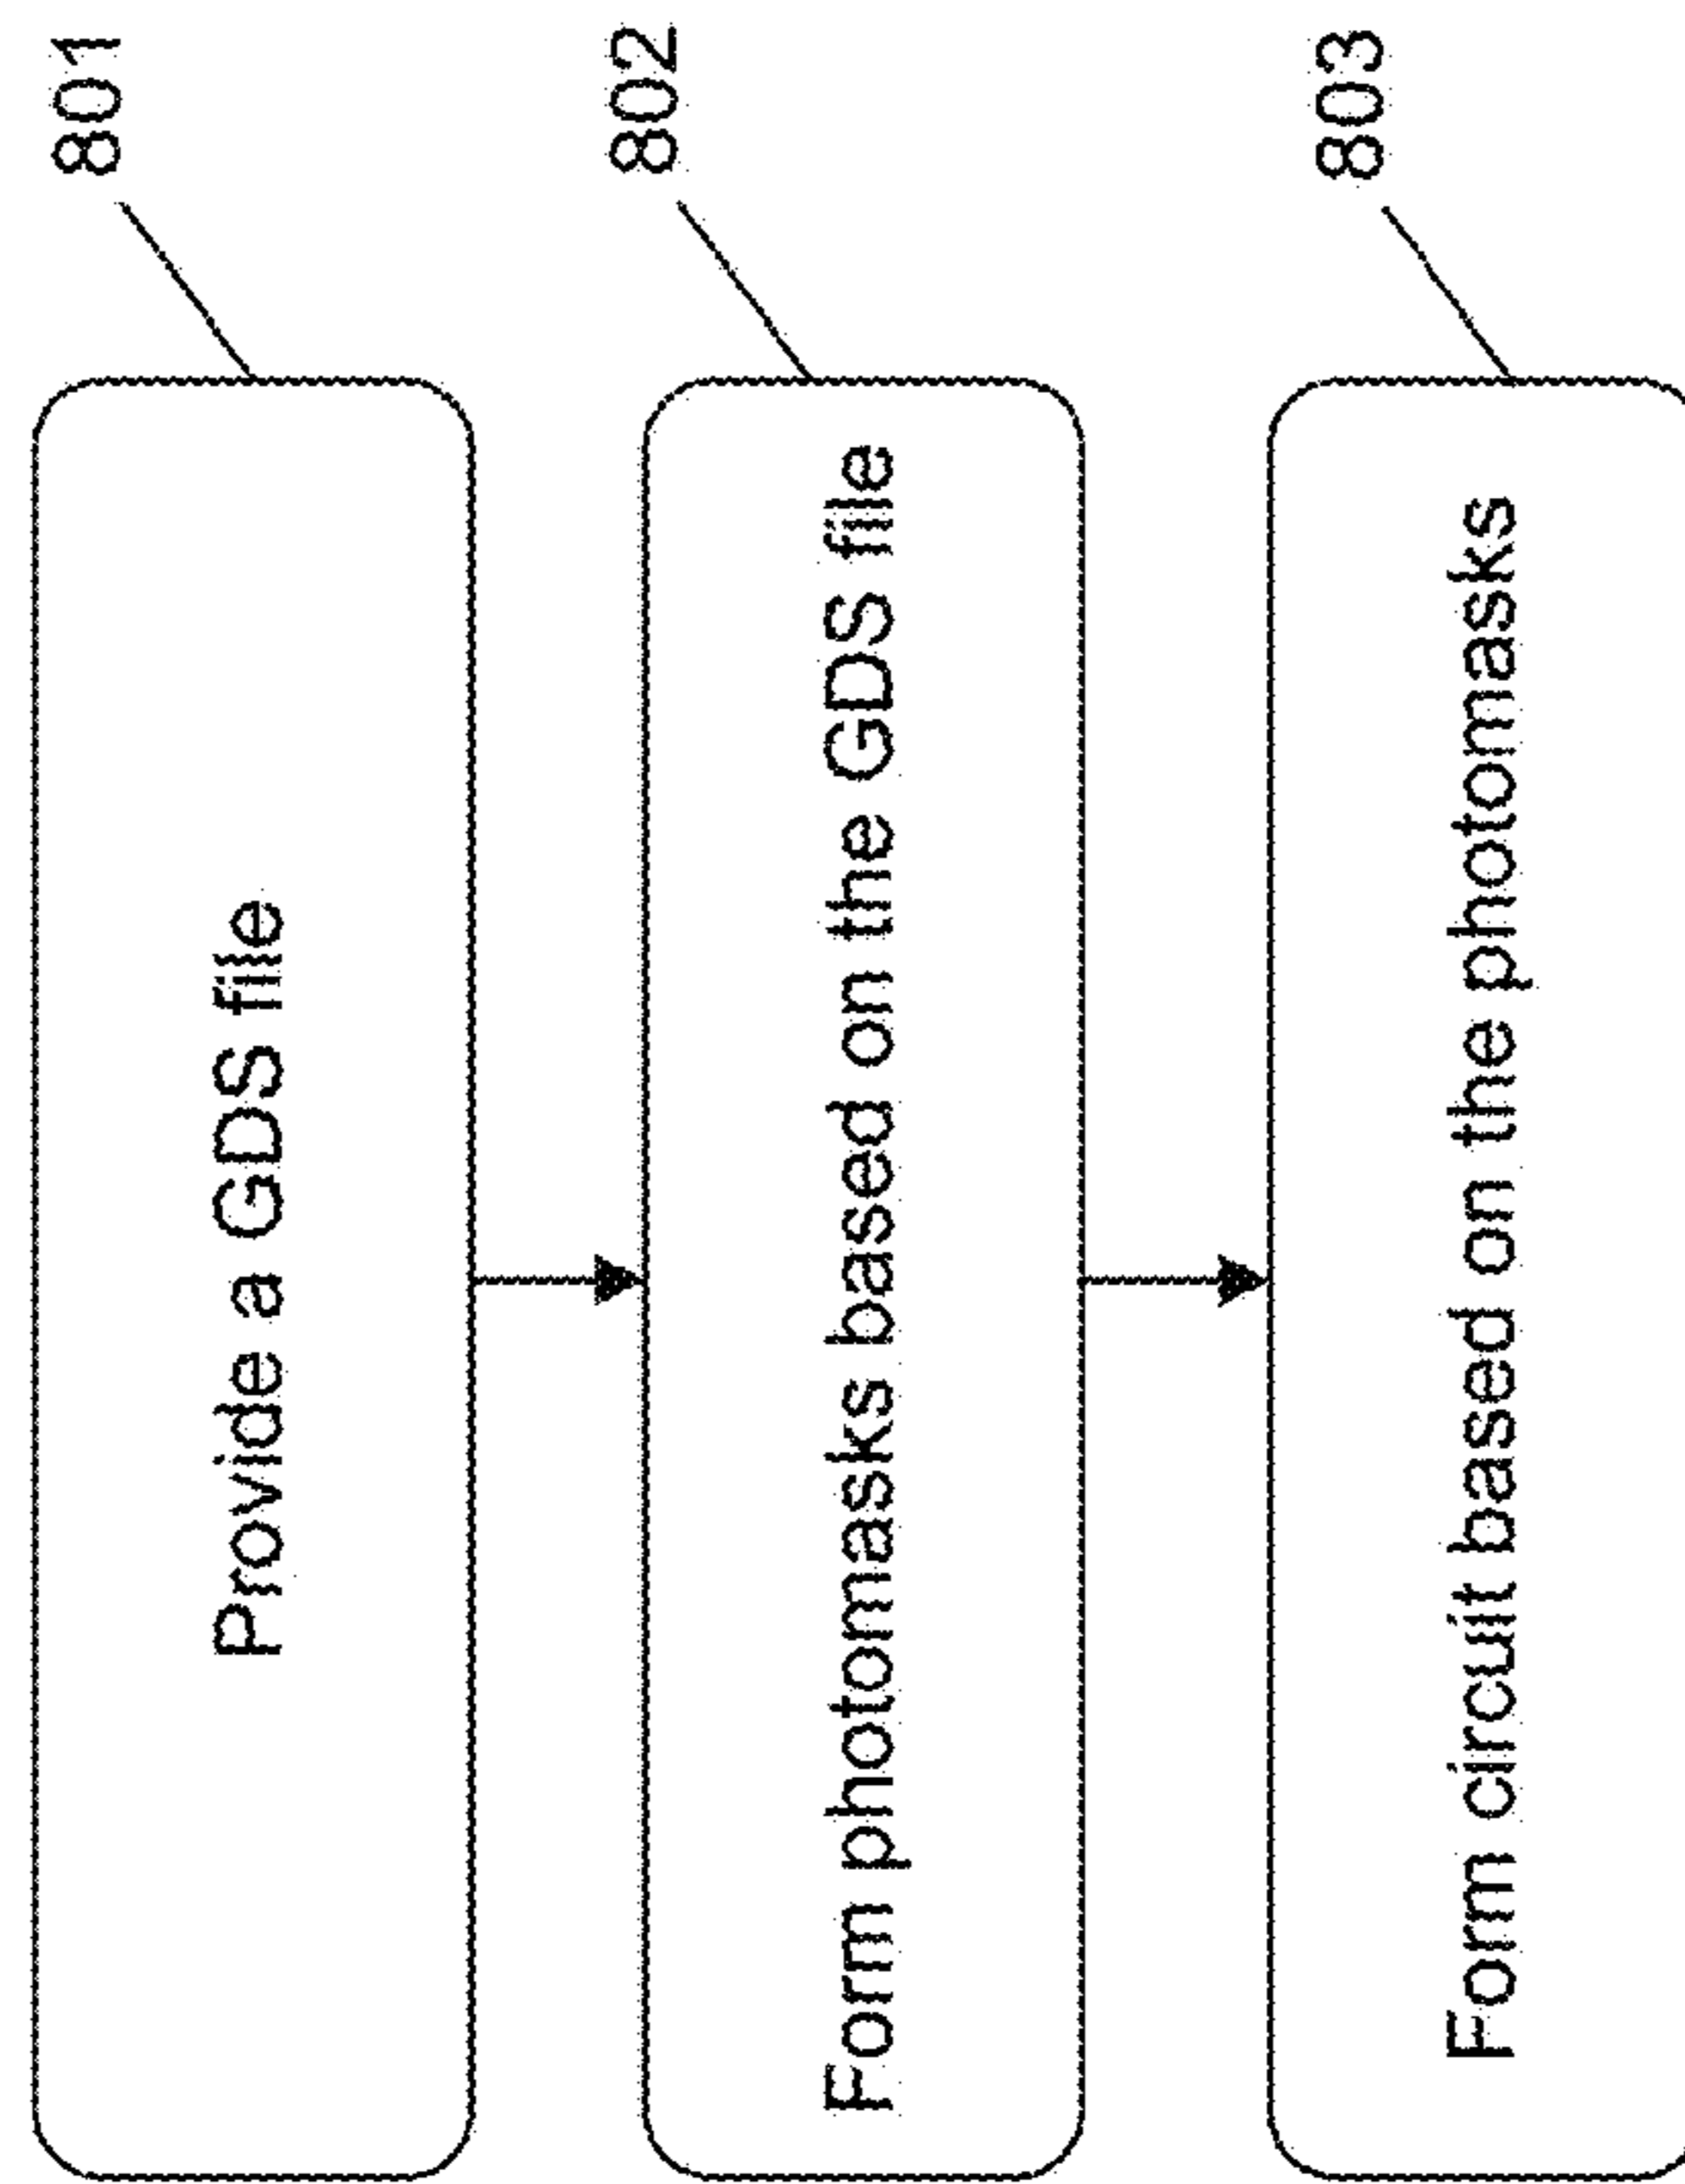 Provide a GDS file
801
Form photomasks based on the GDS file
802
Form circuit based on the photomasks
803